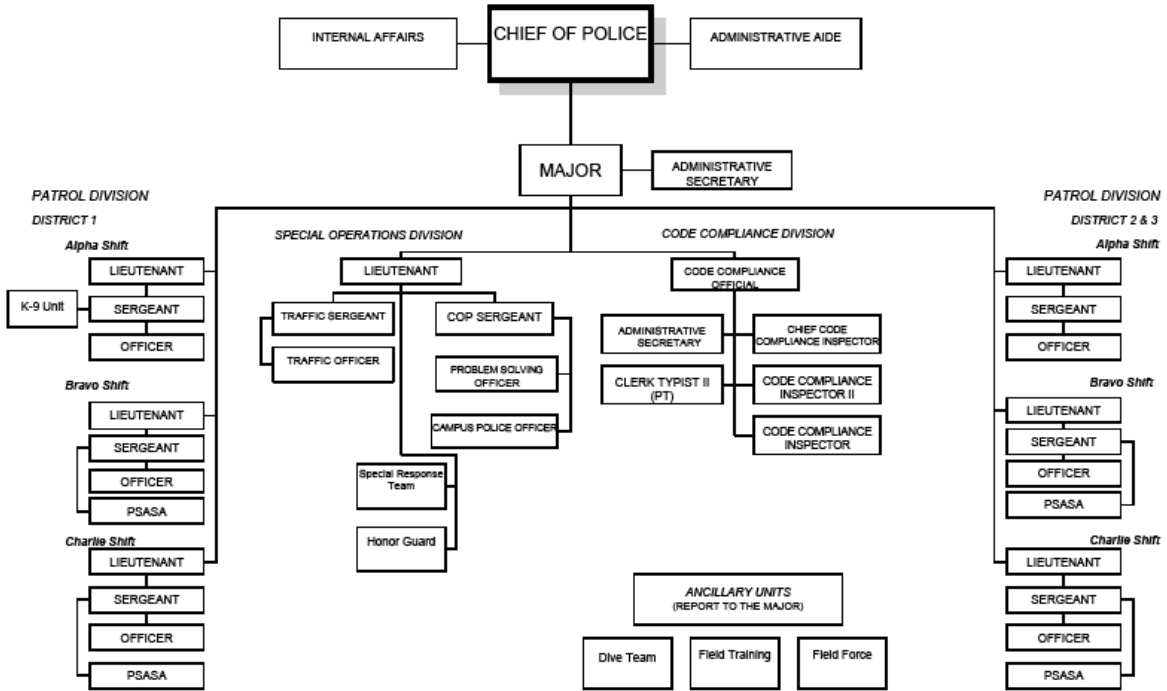 INTERNAL AFFAIRS
CHIEF OF POLICE
ADMINISTRATIVE AIDE
MAJOR
ADMINISTRATIVE
SECRETARY
PATROL DIVISION
DISTRICT 1
Alpha Shift
LIEUTENANT
K-9 Unit
SERGEANT
OFFICER
Bravo Shift
LIEUTENANT
SERGEANT
OFFICER
PSASA
Charlie Shift
LIEUTENANT
SERGEANT
OFFICER
PSASA
SPECIAL OPERATIONS DIVISION
LIEUTENANT
TRAFFIC SERGEANT
TRAFFIC OFFICER
COP SERGEANT
PROBLEM SOLVING
OFFICER
CAMPUS POLICE OFFICER
Special Response
Team
Honor Guard
CODE COMPLIANCE DIVISION
CODE COMPLIANCE
OFFICIAL
ADMINISTRATIVE
SECRETARY
CHIEF CODE
COMPLIANCE INSPECTOR
CLERK TYPIST II
(PT)
CODE COMPLIANCE
INSPECTOR II
CODE COMPLIANCE
INSPECTOR
ANCILLARY UNITS
(REPORT TO THE MAJOR)
Dive Team
Field Training
Field Force
PATROL DIVISION
DISTRICT 2 & 3
Alpha Shift
LIEUTENANT
SERGEANT
OFFICER
Bravo Shift
LIEUTENANT
SERGEANT
OFFICER
PSASA
Charlie Shift
LIEUTENANT
SERGEANT
OFFICER
PSASA